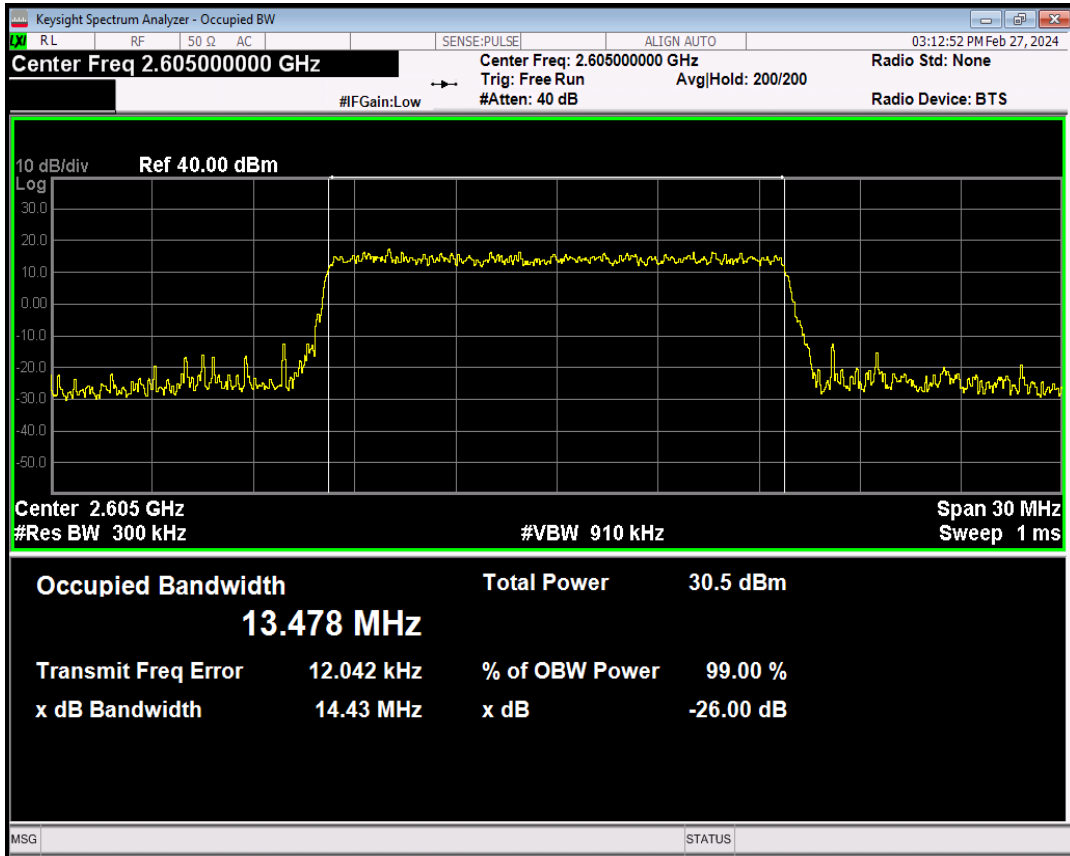 Keysight Spectrum Analyzer - Occupied BW
LXI RL RF 50 Ω AC SENSE:PULSE ALIGN AUTO 03:12:52 PM Feb 27, 2024
Center Freq 2.605000000 GHz Center Freq: 2.605000000 GHz Radio Std: None
Trig: Free Run Avg|Hold: 200/200
#IFGain:Low #Atten: 40 dB Radio Device: BTS
10 dB/div Ref 40.00 dBm
Log
30.0
20.0
10.0
0.00
-10.0
-20.0
-30.0
-40.0
-50.0
Center 2.605 GHz Span 30 MHz
#Res BW 300 kHz #VBW 910 kHz Sweep 1 ms
Occupied Bandwidth Total Power 30.5 dBm
13.478 MHz
Transmit Freq Error 12.042 kHz % of OBW Power 99.00 %
x dB Bandwidth 14.43 MHz x dB -26.00 dB
MSG STATUS